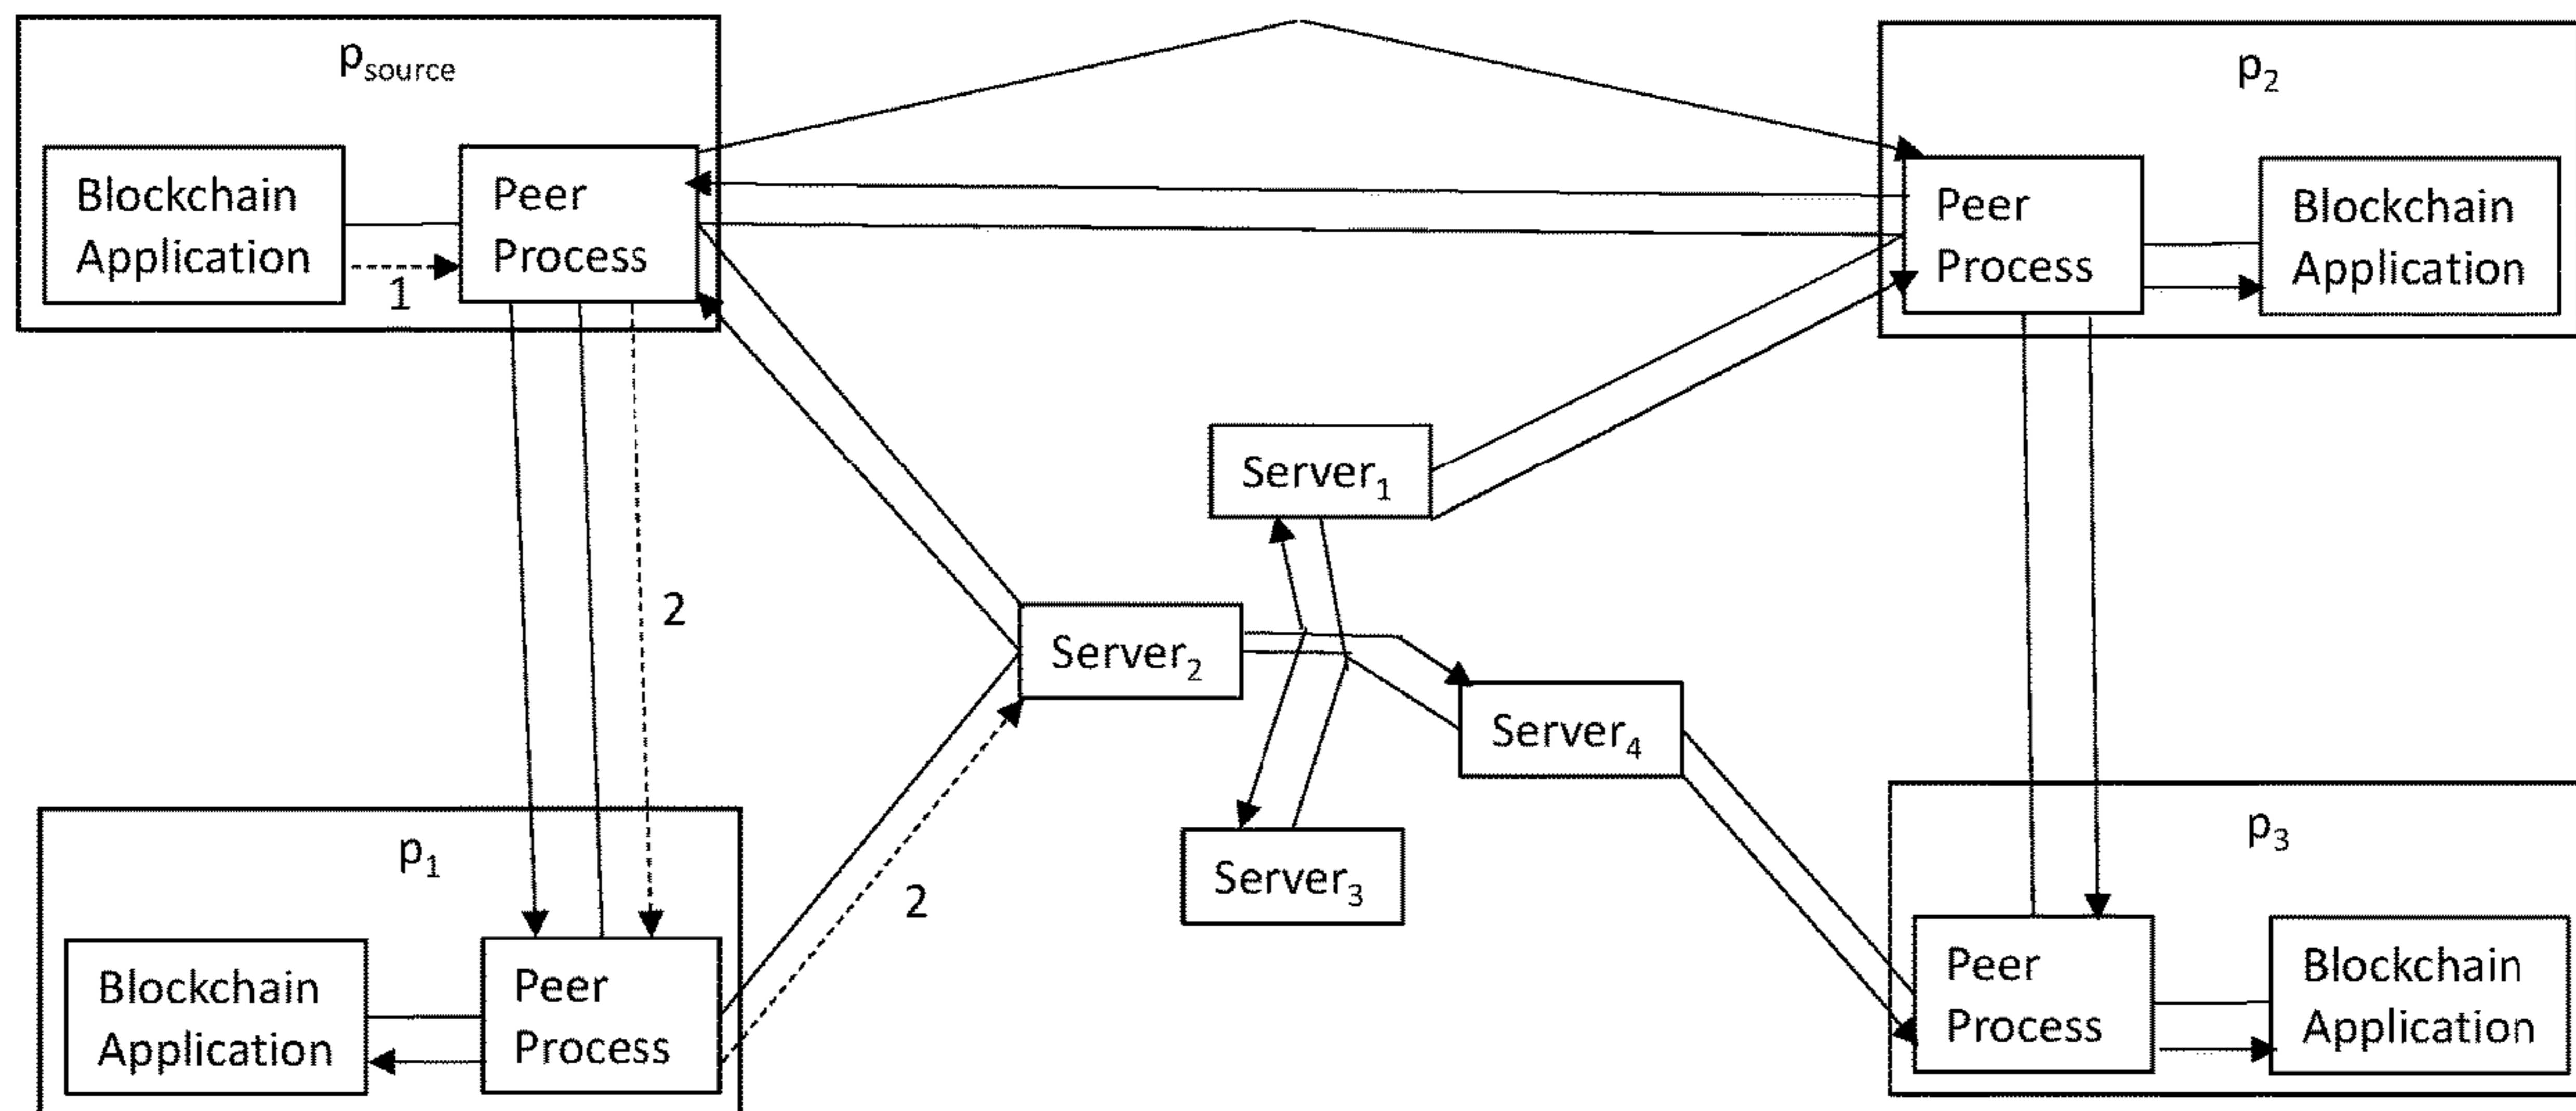 p_source
Blockchain
Application
1
Peer
Process
p_2
Peer
Process
Blockchain
Application
2
Server_1
Server_2
Server_4
Server_3
2
p_1
Blockchain
Application
Peer
Process
p_3
Peer
Process
Blockchain
Application